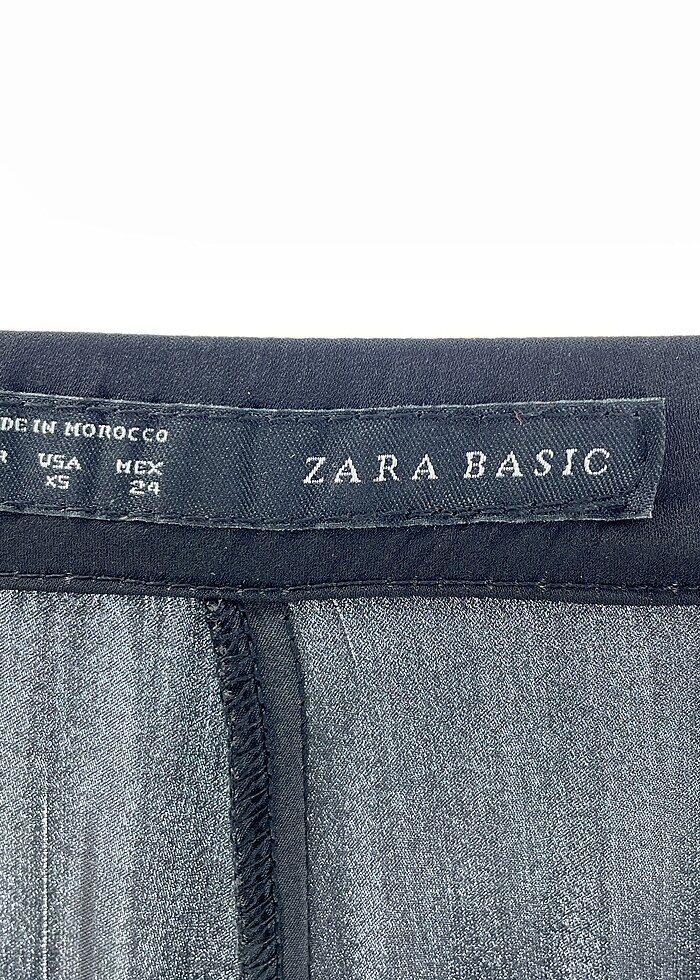 DE IN MOROCCO
R USA MEX
XS 24
ZARA BASIC